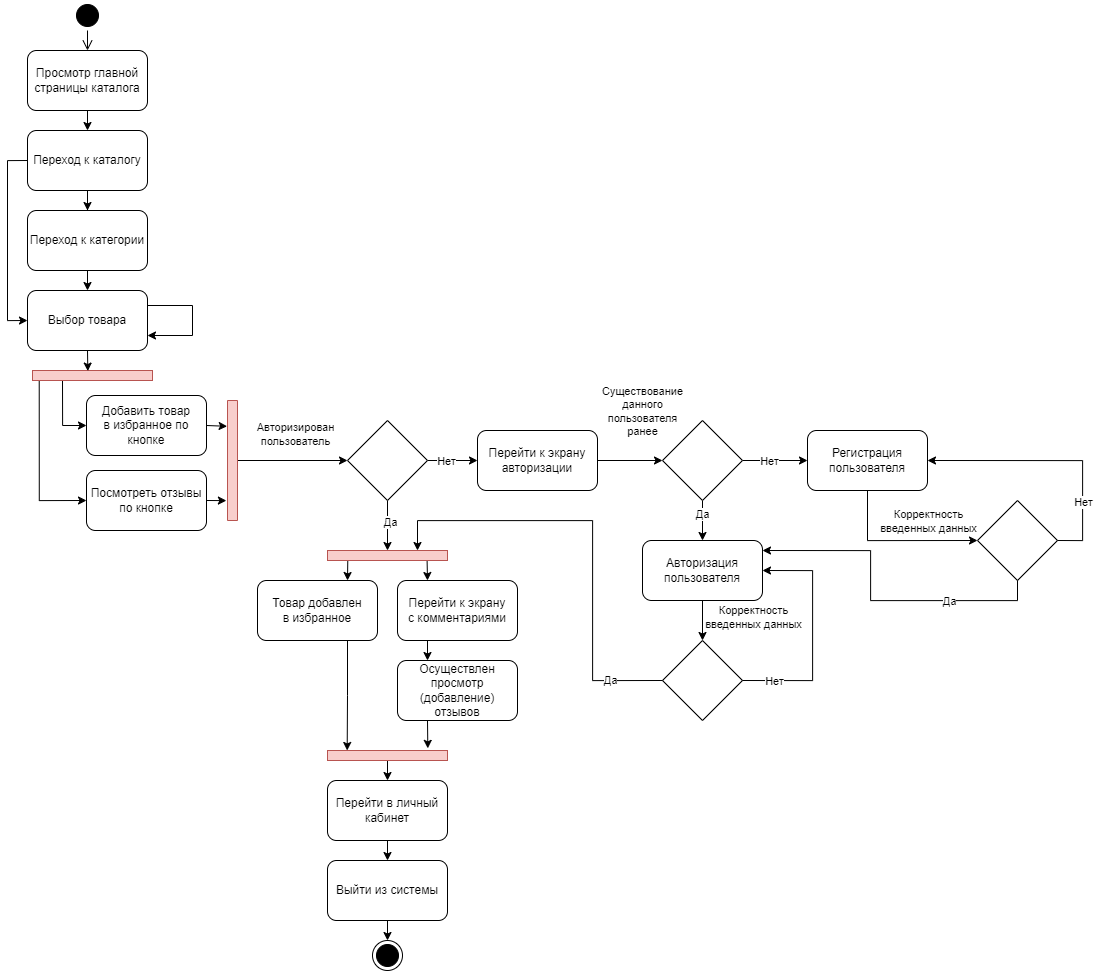 Просмотр главной
страницы каталога
Переход к каталогу
Переход к категории
Выбор товара
Добавить товар
в избранное по
кнопке
Посмотреть отзывы
по кнопке
Авторизирован
пользователь
Нет
Да
Перейти к экрану
авторизации
Существование
данного
пользователя
ранее
Нет
Да
Регистрация
пользователя
Корректность
введенных данных
Нет
Да
Авторизация
пользователя
Корректность
введенных данных
Нет
Да
Товар добавлен
в избранное
Перейти к экрану
с комментариями
Осуществлен
просмотр
(добавление)
отзывов
Перейти в личный
кабинет
Выйти из системы